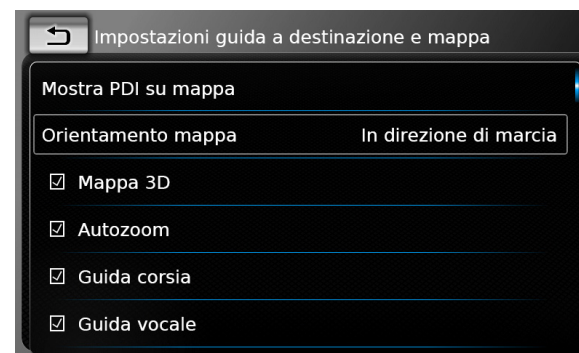 Impostazioni guida a destinazione e mappa
Mostra PDI su mappa
Orientamento mappa In direzione di marcia
Mappa 3D
Autozoom
Guida corsia
Guida vocale